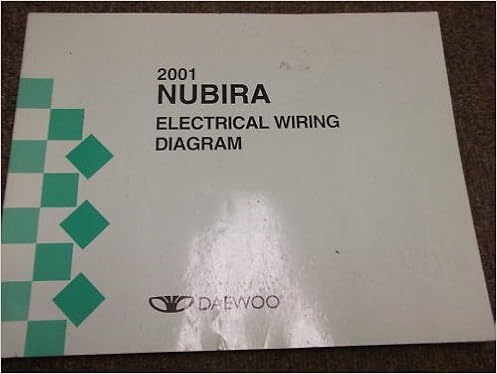 2001
NUBIRA
ELECTRICAL WIRING
DIAGRAM
DAEWOO